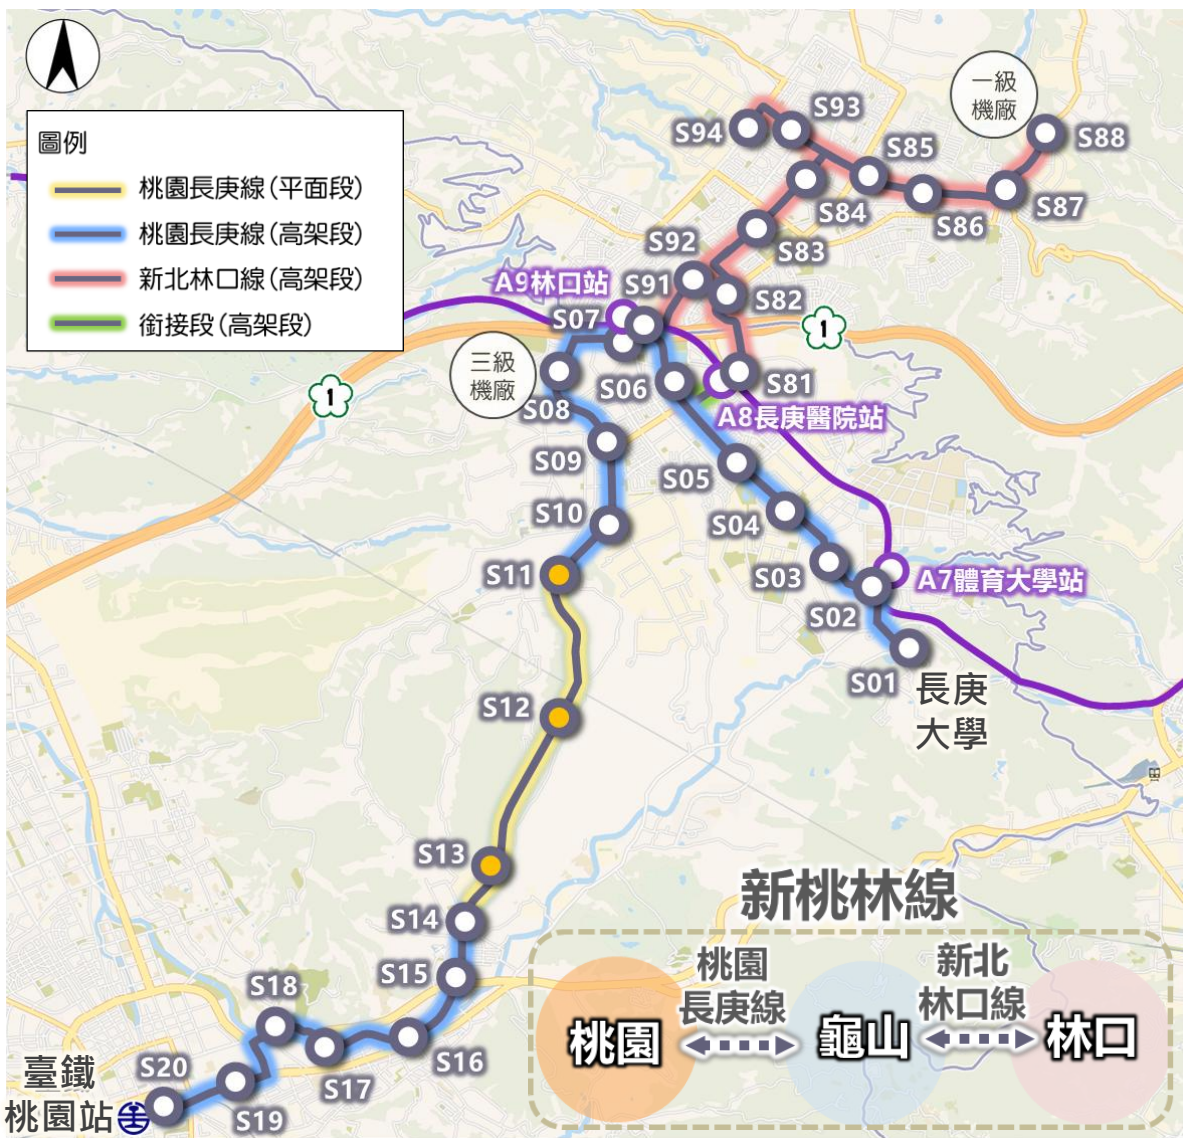 圖例
桃園長庚線(平面段)
桃園長庚線(高架段)
新北林口線(高架段)
銜接段(高架段)
一級
機廠
S94
S93
S88
S85
S84
S86
S87
S83
S92
S82
A9林口站
S91
S07
1
三級
機廠
S06
S81
1
S08
A8長庚醫院站
S09
S05
S10
S04
S11
S03
A7體育大學站
S02
S01
長庚
大學
S12
S13
S14
S15
S18
S16
S17
S20
S19
臺鐵
桃園站
新桃林線
桃園
長庚線
新北
林口線
桃園
龜山
林口